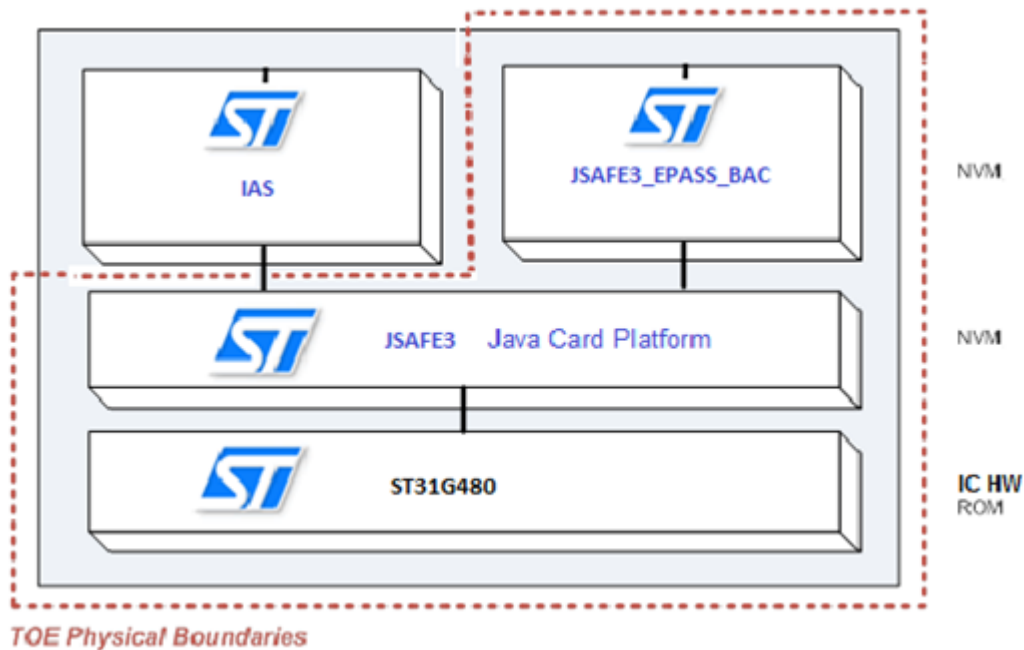 ST
IAS
ST
JSAFE3_EPASS_BAC
NVM
ST
JSAFE3 Java Card Platform
NVM
ST
ST31G480
IC HW
ROM
TOE Physical Boundaries